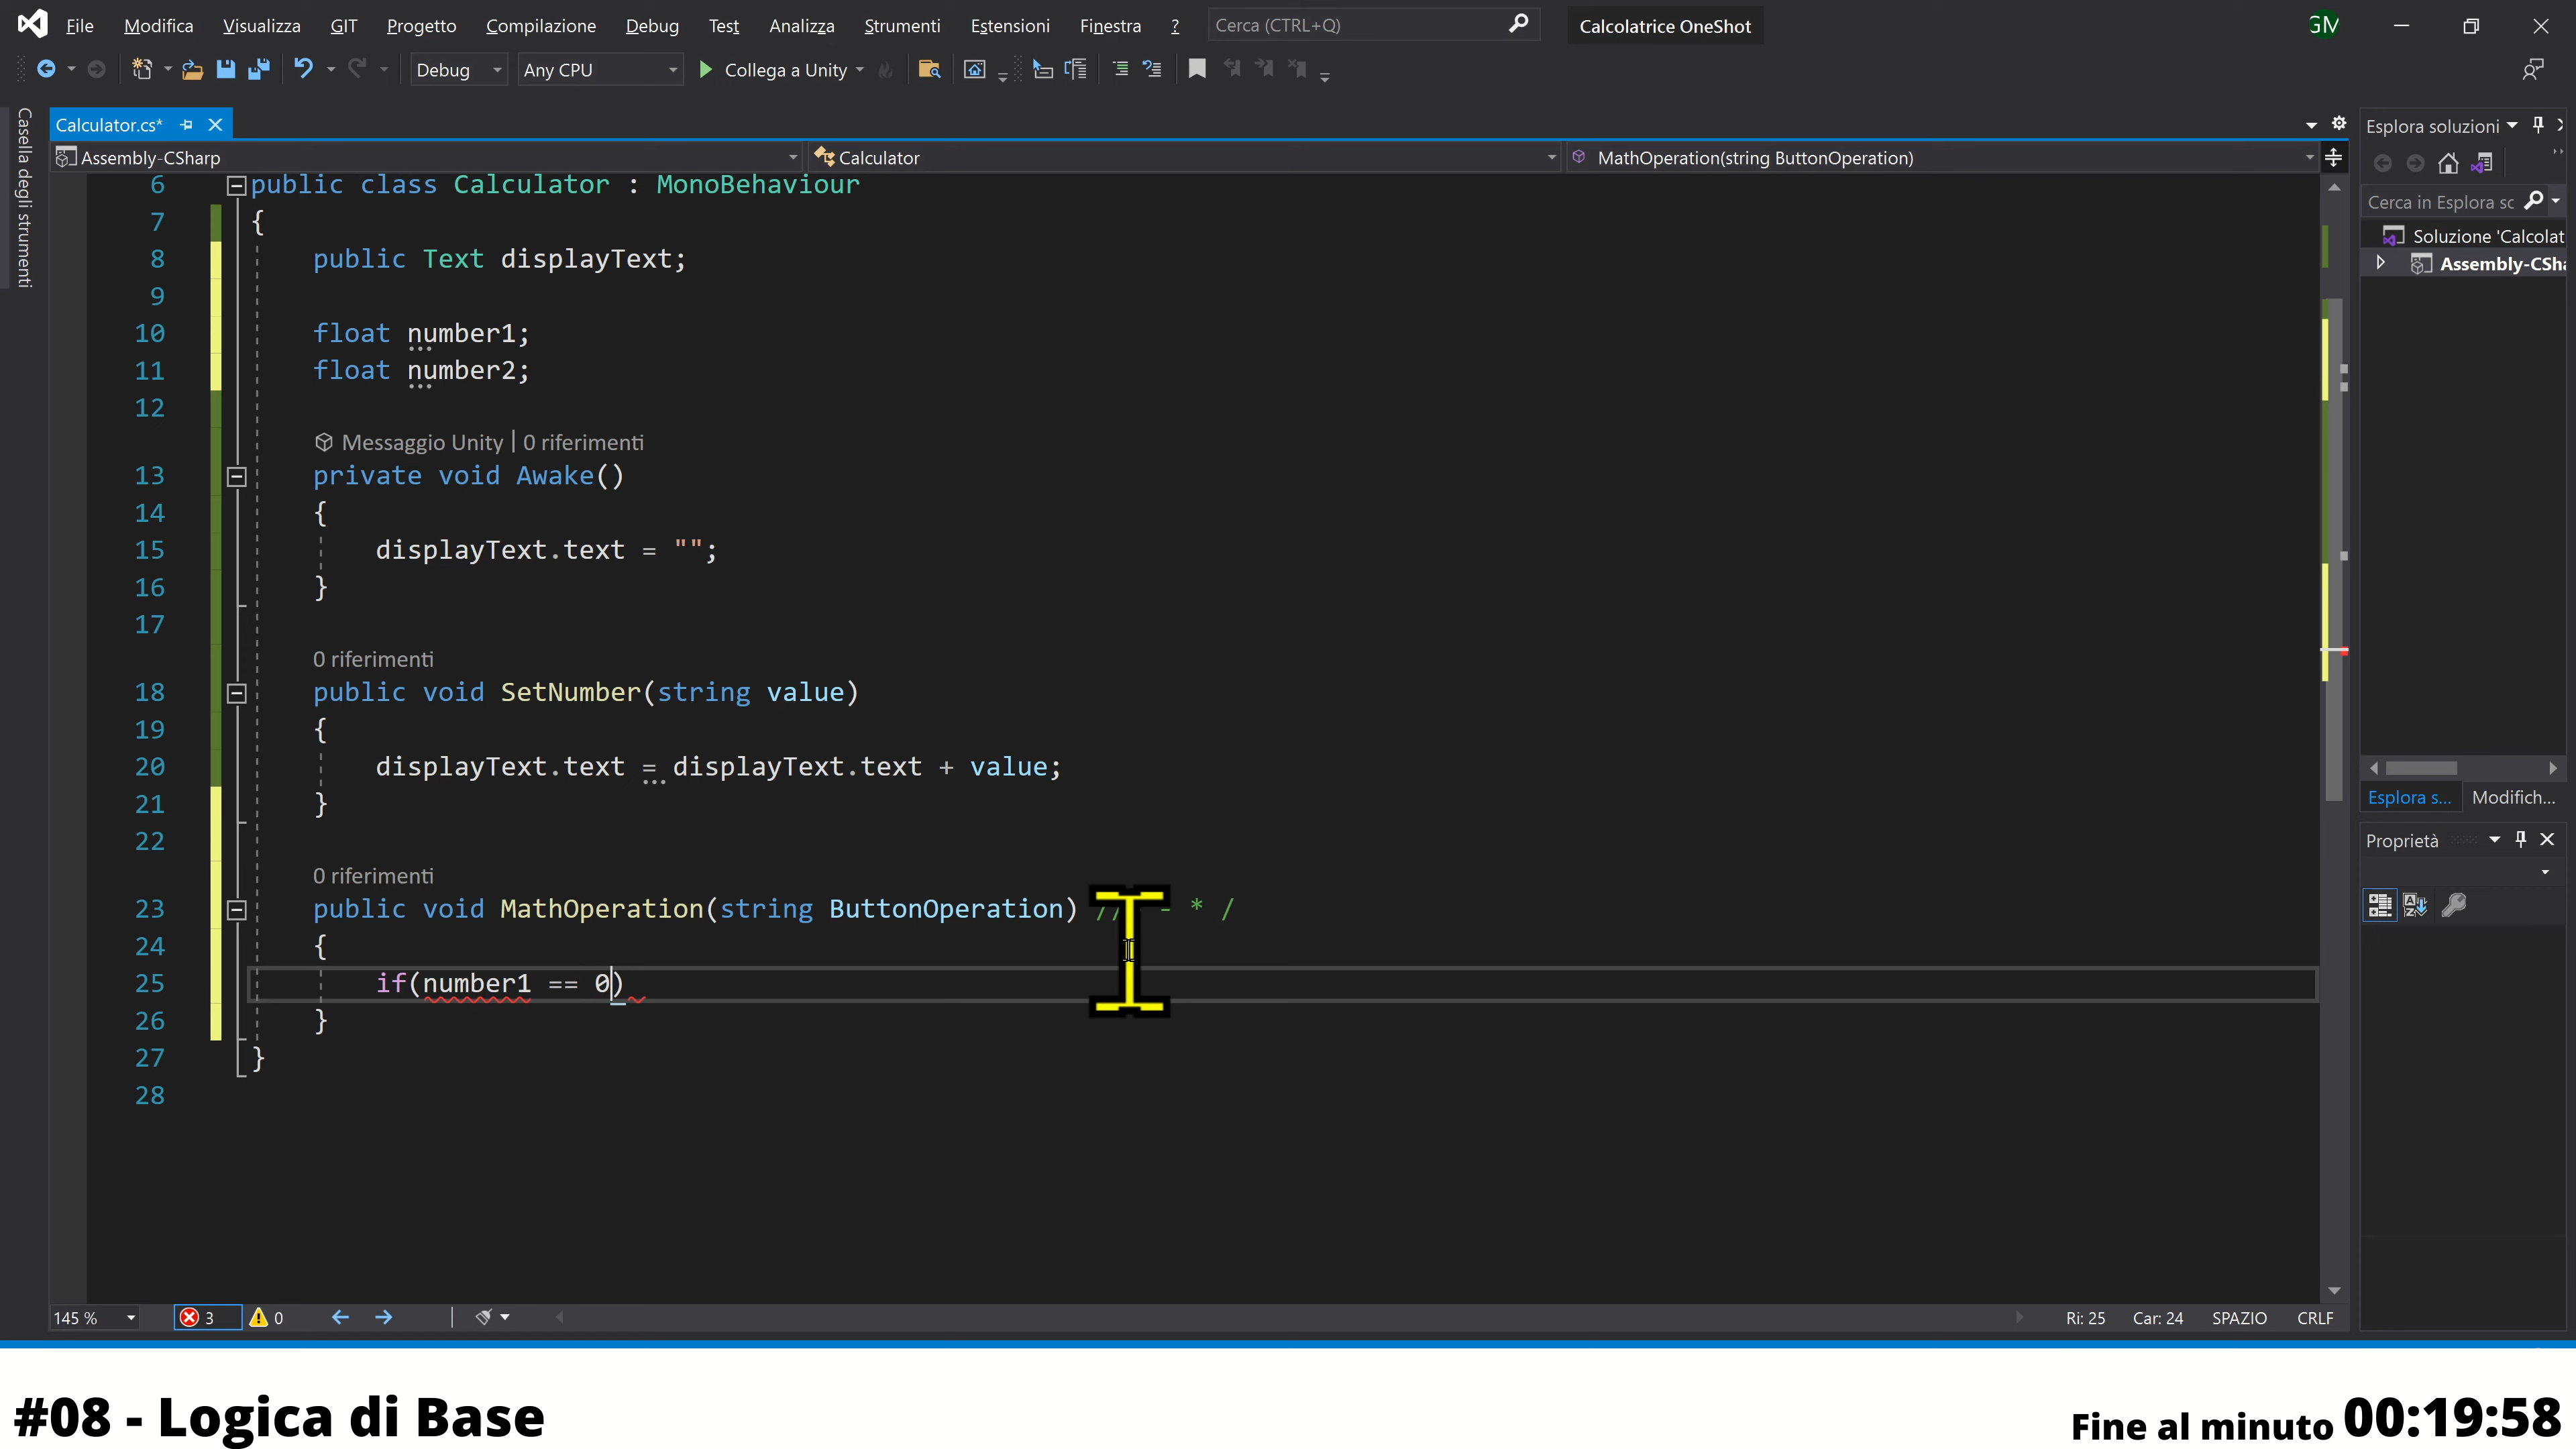 File Modifica Visualizza GIT Progetto Compilazione Debug Test Analizza Strumenti Estensioni Finestra ? Cerca (CTRL+Q) Calcolatrice OneShot GM
Debug Any CPU Collega a Unity
Casella degli strumenti
Calculator.cs*
Assembly-CSharp Calculator MathOperation(string ButtonOperation)
6 public class Calculator : MonoBehaviour
7 {
8 public Text displayText;
9
10 float number1;
11 float number2;
12
Messaggio Unity | 0 riferimenti
13 private void Awake()
14 {
15 displayText.text = "";
16 }
17
0 riferimenti
18 public void SetNumber(string value)
19 {
20 displayText.text = displayText.text + value;
21 }
22
0 riferimenti
23 public void MathOperation(string ButtonOperation) // - * /
24 {
25 if(number1 == 0)
26 }
27 }
28
Esplora soluzioni
Cerca in Esplora sc
Soluzione 'Calcolat
Assembly-CSha
Esplora s... Modifich...
Proprietà
145 % 3 0 Ri: 25 Car: 24 SPAZIO CRLF
#08 - Logica di Base
Fine al minuto 00:19:58